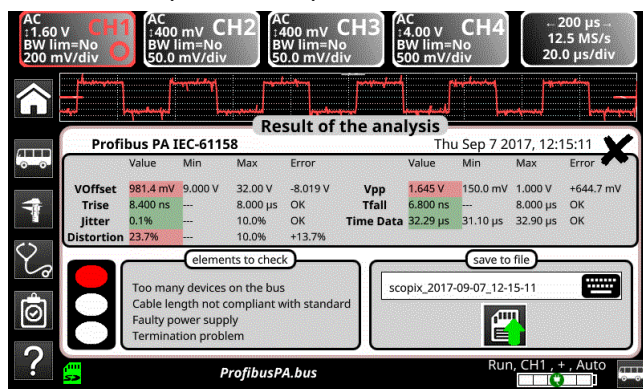 AC
↕1.60 V CH1
BW lim=No
200 mV/div
AC
↕400 mV CH2
BW lim=No
50.0 mV/div
AC
↕400 mV CH3
BW lim=No
50.0 mV/div
AC
↕4.00 V CH4
BW lim=No
500 mV/div
←200 µs→
12.5 MS/s
20.0 µs/div
Result of the analysis
Profibus PA IEC-61158 Thu Sep 7 2017, 12:15:11
Value Min Max Error Value Min Max Error
VOffset 981.4 mV 9.000 V 32.00 V -8.019 V Vpp 1.645 V 150.0 mV 1.000 V +644.7 mV
Trise 8.400 ns --- 8.000 µs OK Tfall 6.800 ns --- 8.000 µs OK
Jitter 0.1% --- 10.0% OK Time Data 32.29 µs 31.10 µs 32.90 µs OK
Distortion 23.7% --- 10.0% +13.7%
elements to check
Too many devices on the bus
Cable length not compliant with standard
Faulty power supply
Termination problem
save to file
scopix_2017-09-07_12-15-11
?
ProfibusPA.bus
Run, CH1 , + , Auto